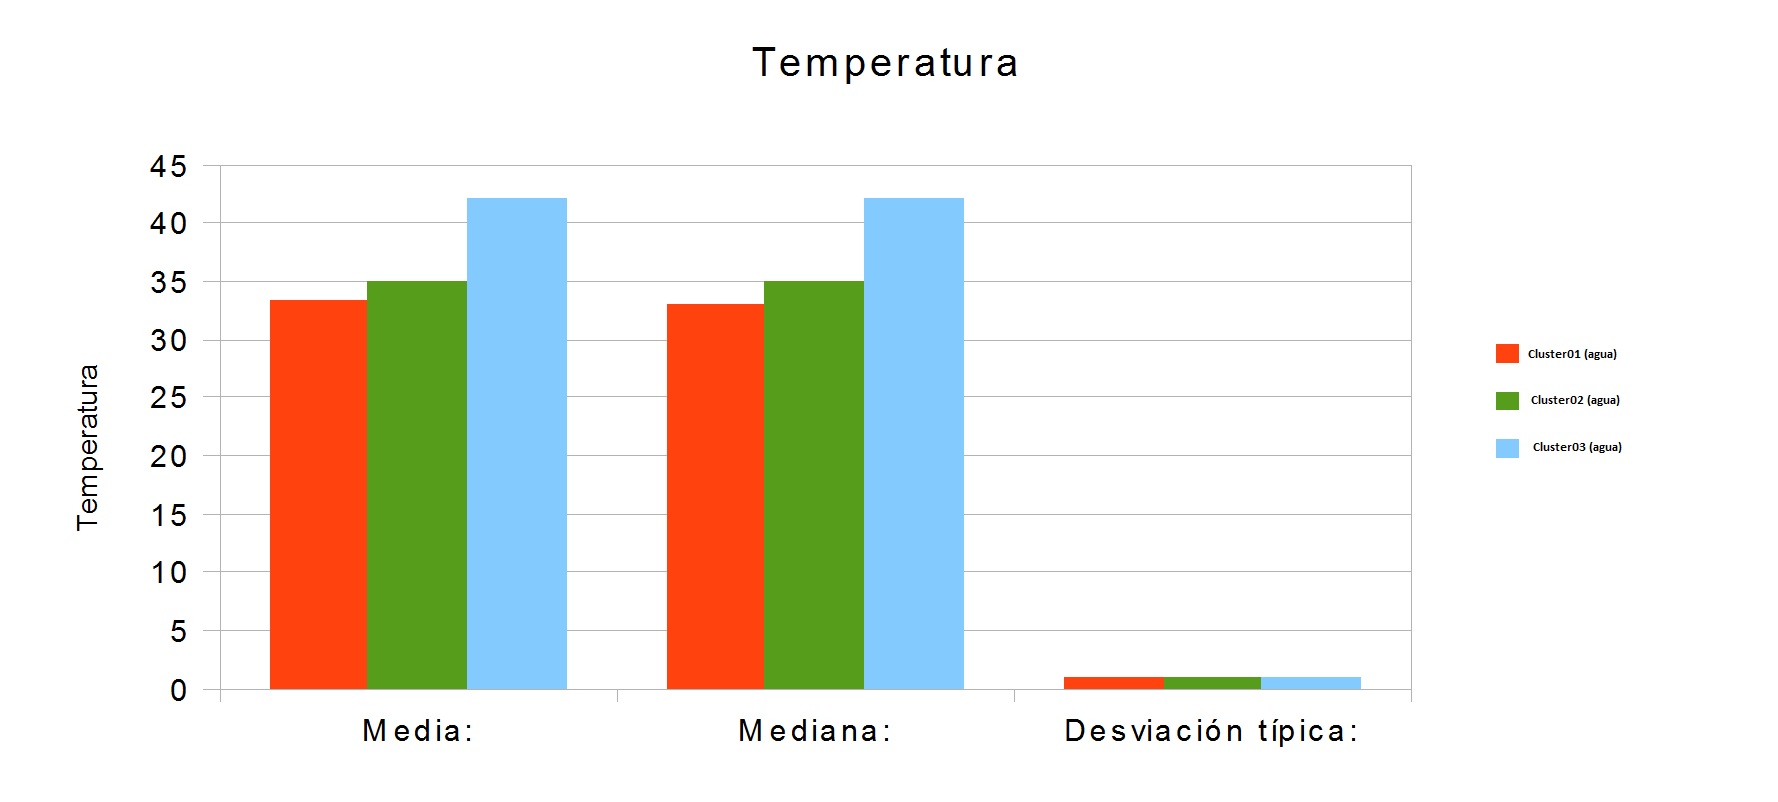 Temperatura
45
40
35
30
25
20
15
10
5
0
Temperatura
Media:
Mediana:
Desviación típica:
Cluster01 (agua)
Cluster02 (agua)
Cluster03 (agua)